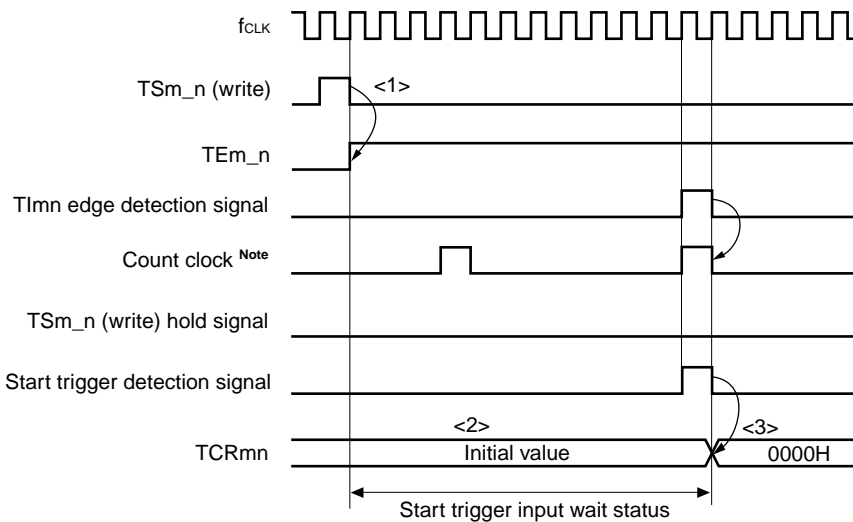 fCLK
TSm_n (write)
<1>
TEm_n
TImn edge detection signal
Count clock Note
TSm_n (write) hold signal
Start trigger detection signal
<2>
<3>
TCRmn
Initial value
0000H
Start trigger input wait status